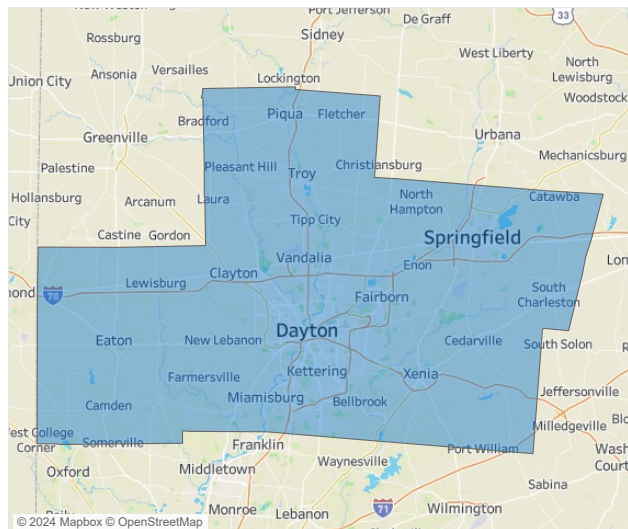 Port Jefferson
De Graff
33
Rossburg
Sidney
West Liberty
North
Lewisburg
Ansonia
Versailles
Union City
Lockington
Woodstock
Bradford
Piqua
Fletcher
Greenville
Urbana
Mechanicsburg
Palestine
Pleasant Hill
Troy
Christiansburg
Hollansburg
Arcanum
Laura
North
Hampton
Catawba
City
Tipp City
Castine
Gordon
Springfield
Vandalia
Clayton
Enon
Lewisburg
70
Fairborn
South
Charleston
Dayton
Eaton
New Lebanon
Cedarville
South Solon
Kettering
Farmersville
Xenia
Jeffersonville
Miamisburg
Bellbrook
Camden
Milledgeville
Corner
Somerville
Franklin
Port William
Oxford
Middletown
Waynesville
Sabina
71
Monroe
Lebanon
Wilmington
© 2024 Mapbox © OpenStreetMap